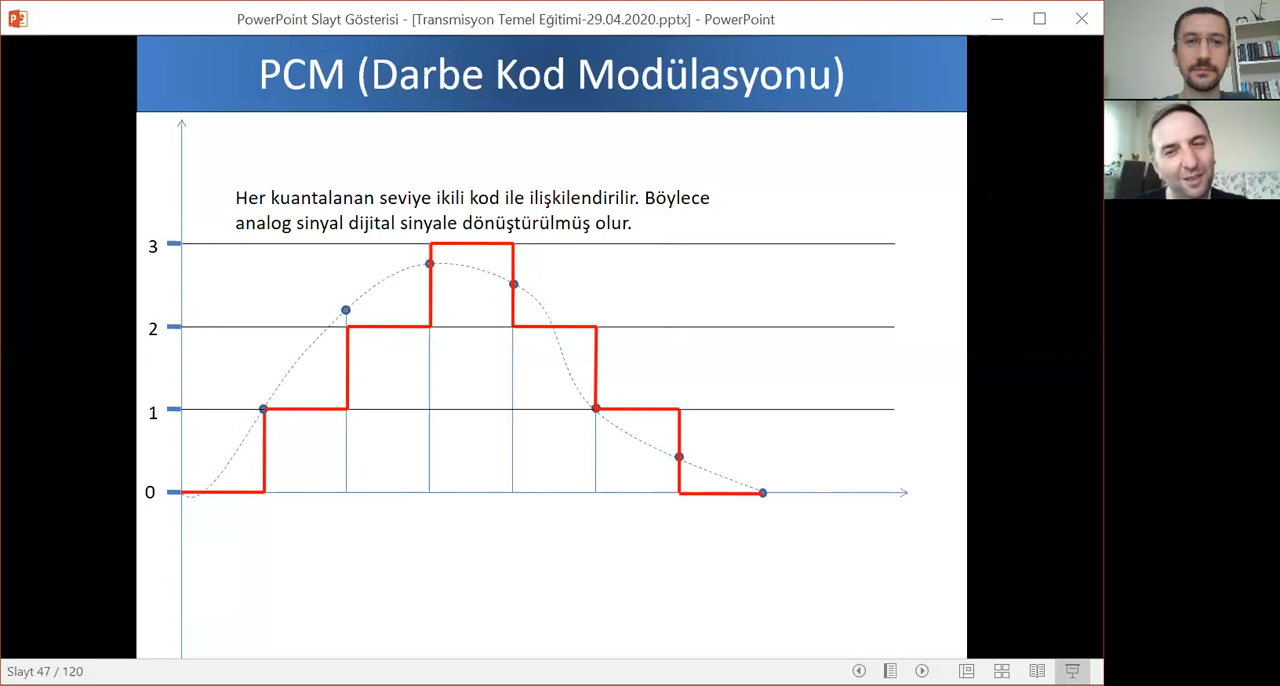 PowerPoint Slayt Gösterisi - [Transmisyon Temel Eğitimi-29.04.2020.pptx] - PowerPoint
PCM (Darbe Kod Modülasyonu)
Her kuantalanan seviye ikili kod ile ilişkilendirilir. Böylece
analog sinyal dijital sinyale dönüştürülmüş olur.
3
2
1
0
Slayt 47 / 120